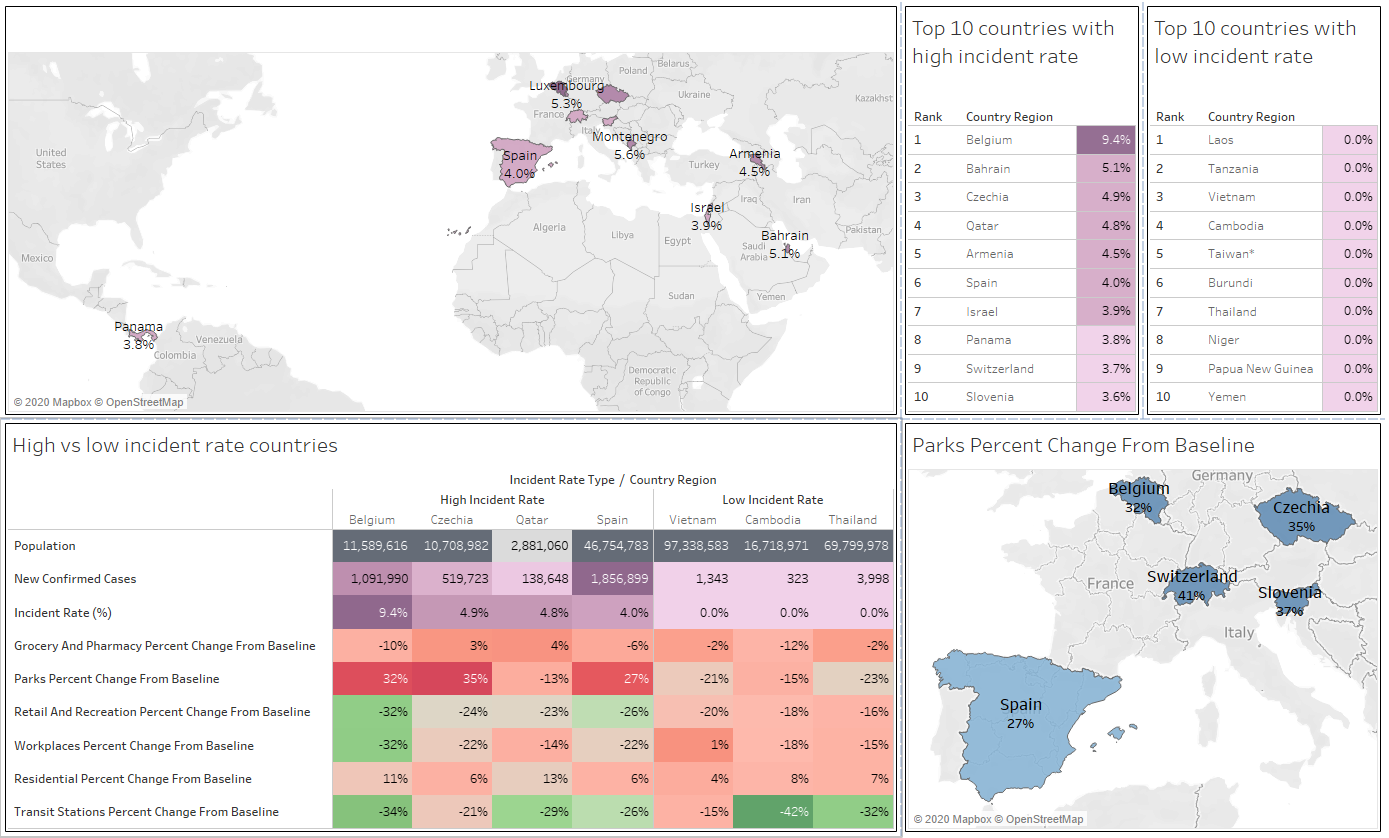 Luxembourg
5.3%
Germany
Poland
Belarus
Ukraine
Kazakhst
France
Italy
Montenegro
5.6%
Spain
4.0%
Armenia
4.5%
Turkey
United
States
Israel
3.9%
Iraq
Iran
Algeria
Libya
Egypt
Bahrain
5.1%
Saudi
Arabia
Pakistan
Mexico
Sudan
Yemen
Panama
3.8%
Venezuela
Colombia
Democratic
Republic
of Congo
© 2020 Mapbox © OpenStreetMap
Top 10 countries with
high incident rate
Rank Country Region
1 Belgium 9.4%
2 Bahrain 5.1%
3 Czechia 4.9%
4 Qatar 4.8%
5 Armenia 4.5%
6 Spain 4.0%
7 Israel 3.9%
8 Panama 3.8%
9 Switzerland 3.7%
10 Slovenia 3.6%
Top 10 countries with
low incident rate
Rank Country Region
1 Laos 0.0%
2 Tanzania 0.0%
3 Vietnam 0.0%
4 Cambodia 0.0%
5 Taiwan* 0.0%
6 Burundi 0.0%
7 Thailand 0.0%
8 Niger 0.0%
9 Papua New Guinea 0.0%
10 Yemen 0.0%
High vs low incident rate countries
Incident Rate Type / Country Region
High Incident Rate Low Incident Rate
Belgium Czechia Qatar Spain Vietnam Cambodia Thailand
Population 11,589,616 10,708,982 2,881,060 46,754,783 97,338,583 16,718,971 69,799,978
New Confirmed Cases 1,091,990 519,723 138,648 1,856,899 1,343 323 3,998
Incident Rate (%) 9.4% 4.9% 4.8% 4.0% 0.0% 0.0% 0.0%
Grocery And Pharmacy Percent Change From Baseline -10% 3% 4% -6% -2% -12% -2%
Parks Percent Change From Baseline 32% 35% -13% 27% -21% -15% -23%
Retail And Recreation Percent Change From Baseline -32% -24% -23% -26% -20% -18% -16%
Workplaces Percent Change From Baseline -32% -22% -14% -22% 1% -18% -15%
Residential Percent Change From Baseline 11% 6% 13% 6% 4% 8% 7%
Transit Stations Percent Change From Baseline -34% -21% -29% -26% -15% -42% -32%
Parks Percent Change From Baseline
Germany
Belgium
32%
Czechia
35%
France
Switzerland
41%
Slovenia
37%
Italy
Spain
27%
© 2020 Mapbox © OpenStreetMap